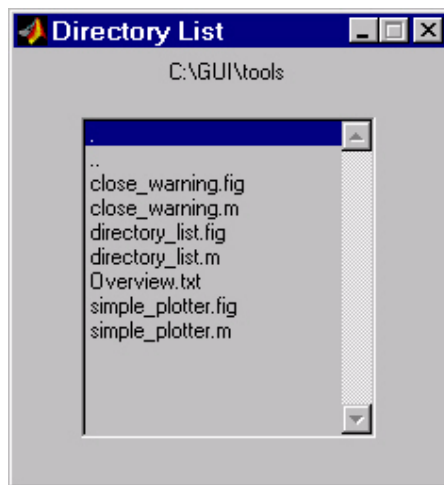 Directory List
C:\GUI\tools
.
..
close_warning.fig
close_warning.m
directory_list.fig
directory_list.m
Overview.txt
simple_plotter.fig
simple_plotter.m